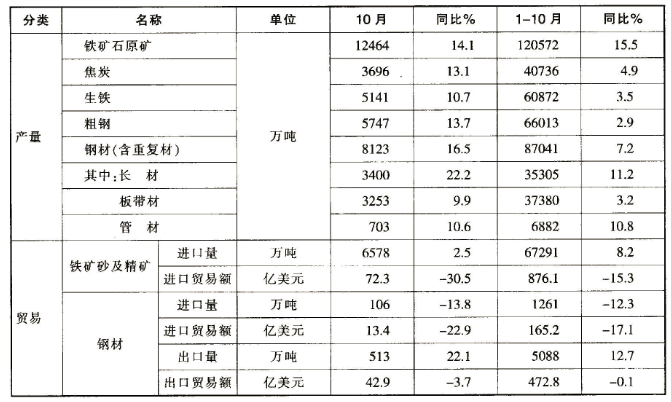 分类 名称 单位 10月 同比% 1-10月 同比%
产量 铁矿石原矿 万吨 12464 14.1 120572 15.5
焦炭 3696 13.1 40736 4.9
生铁 5141 10.7 60872 3.5
粗钢 5747 13.7 66013 2.9
钢材(含重复材) 8123 16.5 87041 7.2
其中:长 材 3400 22.2 35305 11.2
板带材 3253 9.9 37380 3.2
管 材 703 10.6 6882 10.8
贸易 铁矿砂及精矿 进口量 万吨 6578 2.5 67291 8.2
进口贸易额 亿美元 72.3 -30.5 876.1 -15.3
钢材 进口量 万吨 106 -13.8 1261 -12.3
进口贸易额 亿美元 13.4 -22.9 165.2 -17.1
出口量 万吨 513 22.1 5088 12.7
出口贸易额 亿美元 42.9 -3.7 472.8 -0.1